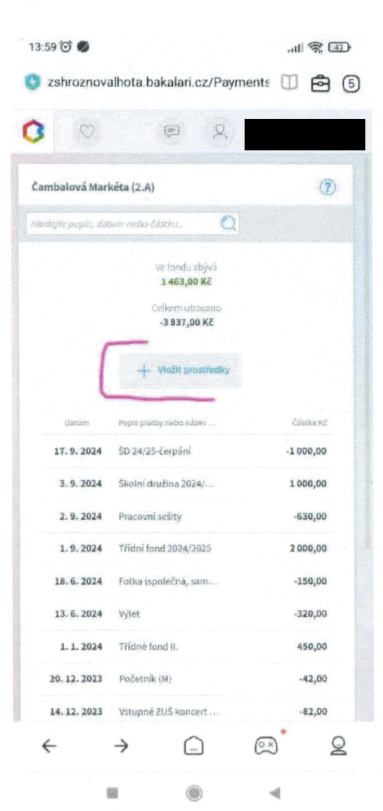 13:59
43
zshroznovalhota.bakalari.cz/Payments
5
Čambalová Markéta (2.A)
?
Hledejte popis, datum nebo částku...
Ve fondu zbývá
1 463,00 Kč
Celkem utraceno
-3 837,00 Kč
+ Vložit prostředky
Datum Popis platby nebo název ... Částka Kč
17. 9. 2024 ŠD 24/25-čerpání -1 000,00
3. 9. 2024 Školní družina 2024/... 1 000,00
2. 9. 2024 Pracovní sešity -630,00
1. 9. 2024 Třídní fond 2024/2025 2 000,00
18. 6. 2024 Fotka (společná, sam... -150,00
13. 6. 2024 Výlet -320,00
1. 1. 2024 Třídné fond II. 450,00
20. 12. 2023 Početník (M) -42,00
14. 12. 2023 Vstupné ZUŠ koncert ... -82,00